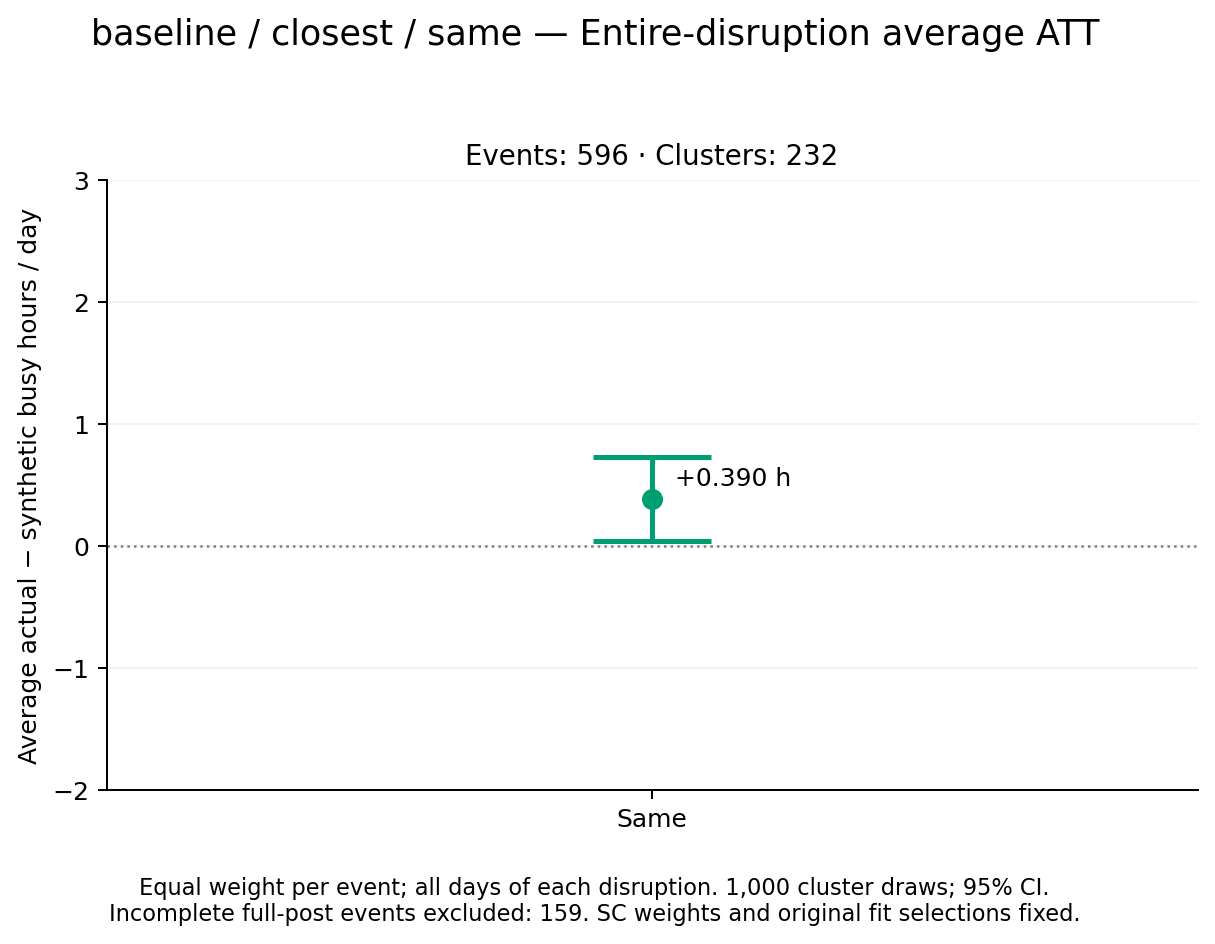 baseline / closest / same — Entire-disruption average ATT
Events: 596 · Clusters: 232
Average actual − synthetic busy hours / day
3
2
1
0
−1
−2
+0.390 h
Same
Equal weight per event; all days of each disruption. 1,000 cluster draws; 95% CI.
Incomplete full-post events excluded: 159. SC weights and original fit selections fixed.